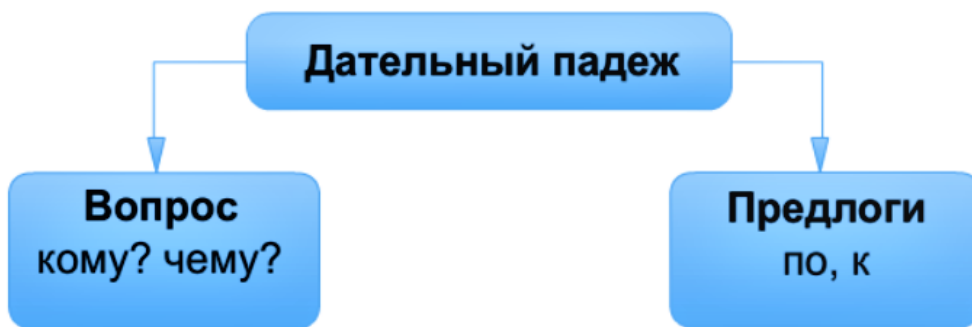 Дательный падеж
Вопрос
кому? чему?
Предлоги
по, к